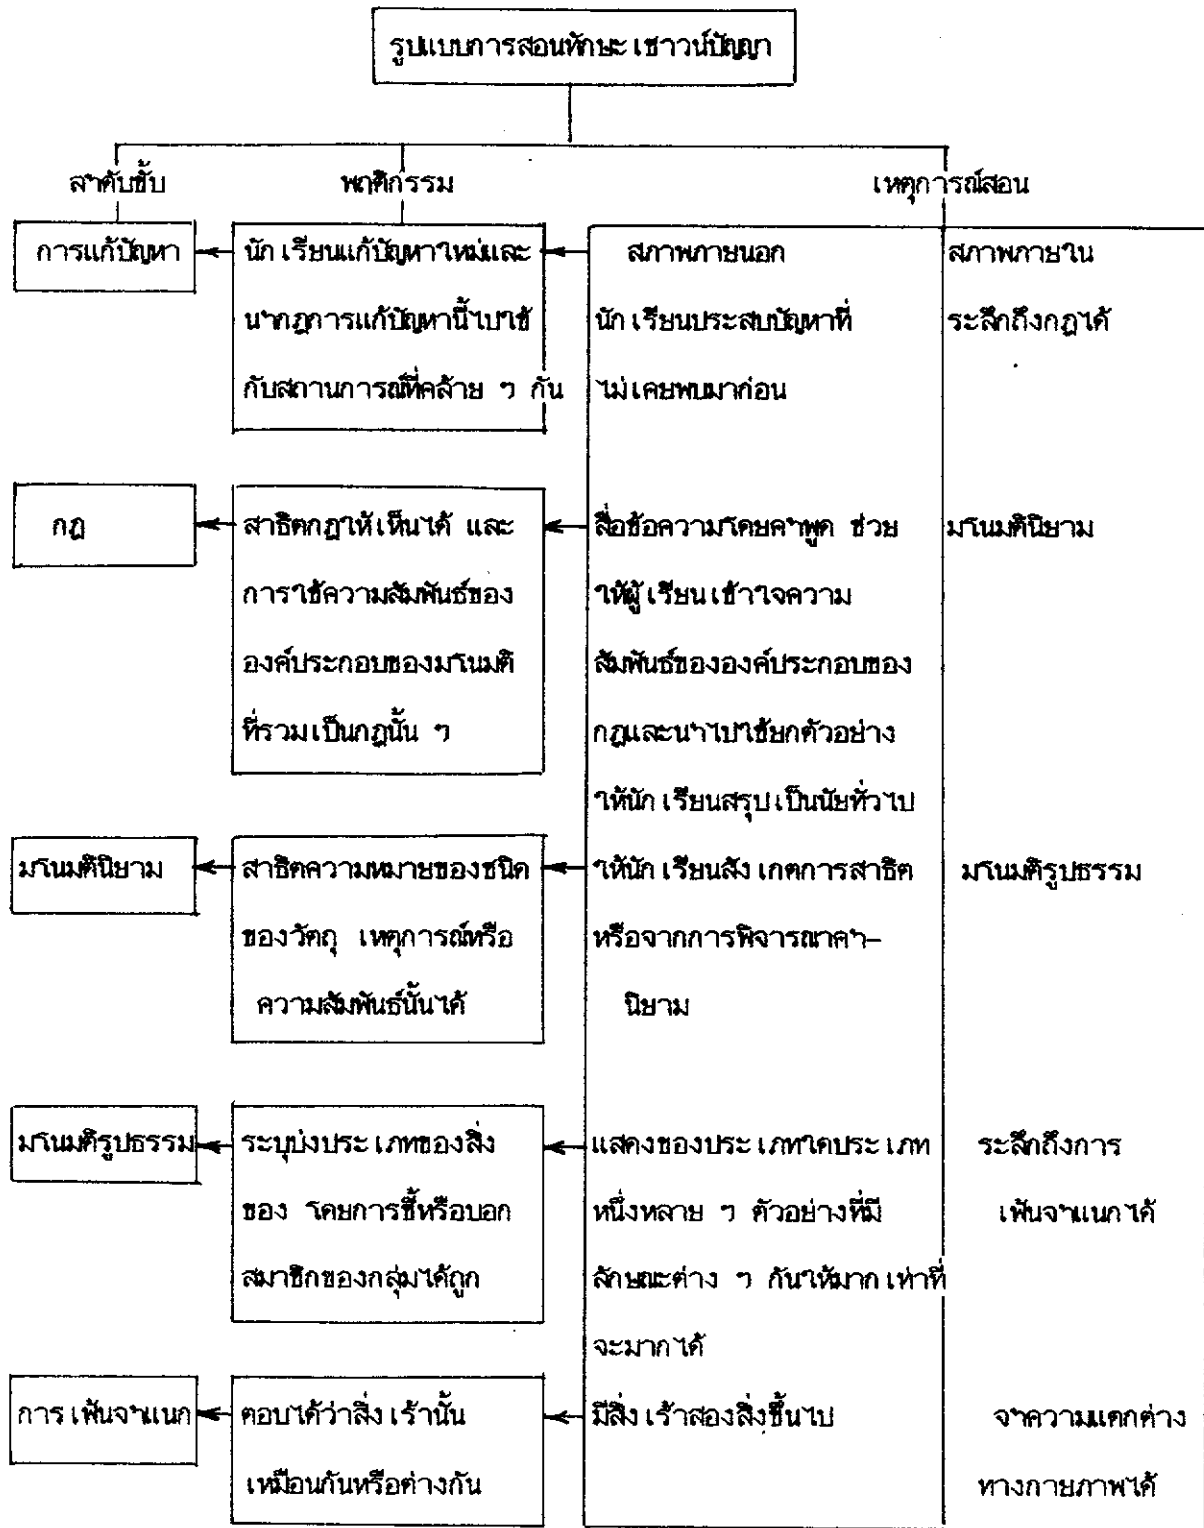 รูปแบบการสอนทักษะเชาวน์ปัญญา
ลำดับขั้น พฤติกรรม เหตุการณ์สอน
การแก้ปัญหา นักเรียนแก้ปัญหาใหม่และ สภาพภายนอก สภาพภายใน
นำกฎการแก้ปัญหานี้ไปใช้ นักเรียนประสบปัญหาที่ ระลึกถึงกฎได้
กับสถานการณ์ที่คล้าย ๆ กัน ไม่เคยพบมาก่อน
กฎ สาธิตกฎให้เห็นได้ และ สื่อข้อความโดยคำพูด ช่วย มโนมตินิยาม
การใช้ความสัมพันธ์ของ ให้ผู้เรียนเข้าใจความ
องค์ประกอบของมโนมติ สัมพันธ์ขององค์ประกอบของ
ที่รวมเป็นกฎนั้น ๆ กฎและนำไปใช้ยกตัวอย่าง
ให้นักเรียนสรุปเป็นนัยทั่วไป
มโนมตินิยาม สาธิตความหมายของชนิด ให้นักเรียนสังเกตการสาธิต มโนมติรูปธรรม
ของวัตถุ เหตุการณ์หรือ หรือจากการพิจารณาคำ-
ความสัมพันธ์นั้นได้ นิยาม
มโนมติรูปธรรม ระบุบ่งประเภทของสิ่ง แสดงของประเภทใดประเภท ระลึกถึงการ
ของ โดยการชี้หรือบอก หนึ่งหลาย ๆ ตัวอย่างที่มี เฟ้นจำแนกได้
สมาชิกของกลุ่มได้ถูก ลักษณะต่าง ๆ กันให้มากเท่าที่
จะมากได้
การเฟ้นจำแนก ตอบได้ว่าสิ่งเร้านั้น มีสิ่งเร้าสองสิ่งขึ้นไป จำความแตกต่าง
เหมือนกันหรือต่างกัน ทางกายภาพได้